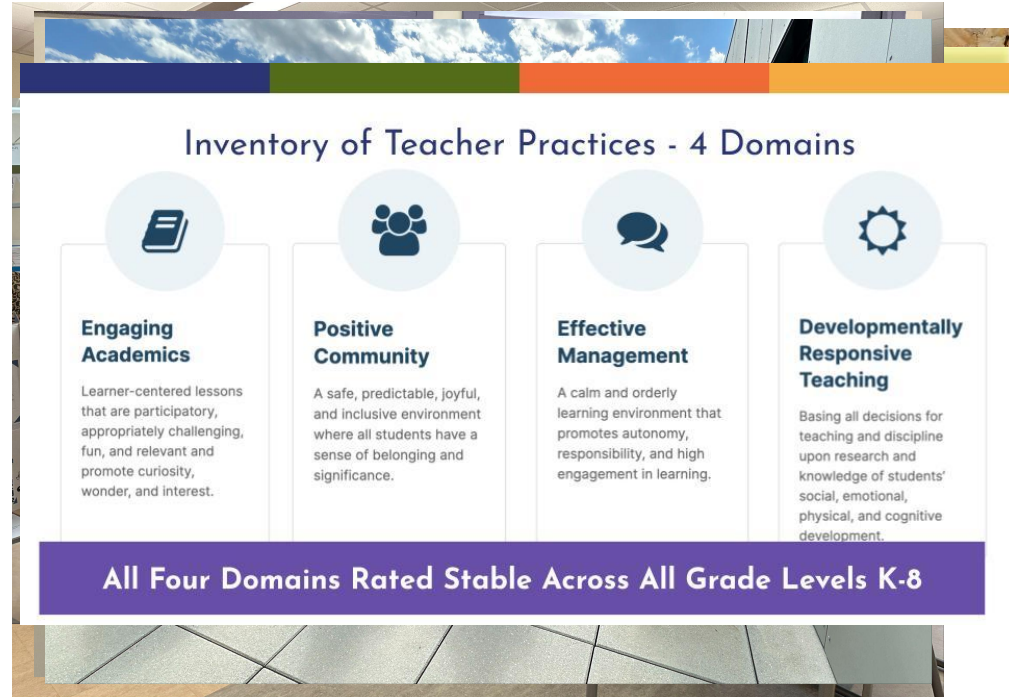 Inventory of Teacher Practices - 4 Domains
Engaging
Academics
Learner-centered lessons
that are participatory,
appropriately challenging,
fun, and relevant and
promote curiosity,
wonder, and interest.
Positive
Community
A safe, predictable, joyful,
and inclusive environment
where all students have a
sense of belonging and
significance.
Effective
Management
A calm and orderly
learning environment that
promotes autonomy,
responsibility, and high
engagement in learning.
Developmentally
Responsive
Teaching
Basing all decisions for
teaching and discipline
upon research and
knowledge of students'
social, emotional,
physical, and cognitive
development.
All Four Domains Rated Stable Across All Grade Levels K-8